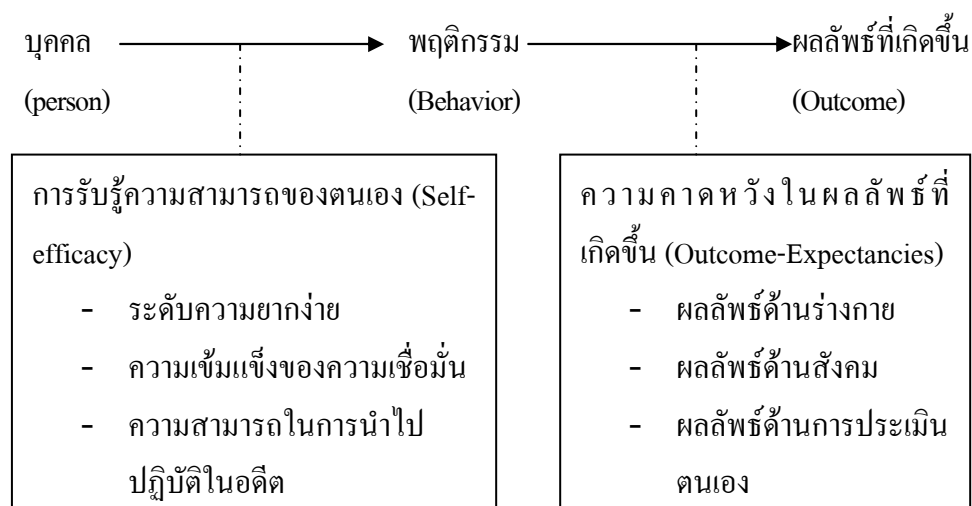 บุคคล พฤติกรรม ผลลัพธ์ที่เกิดขึ้น
(person) (Behavior) (Outcome)
การรับรู้ความสามารถของตนเอง (Self-
efficacy)
- ระดับความยากง่าย
- ความเข้มแข็งของความเชื่อมั่น
- ความสามารถในการนำไป
ปฏิบัติในอดีต
ความคาดหวังในผลลัพธ์ที่
เกิดขึ้น (Outcome-Expectancies)
- ผลลัพธ์ด้านร่างกาย
- ผลลัพธ์ด้านสังคม
- ผลลัพธ์ด้านการประเมิน
ตนเอง